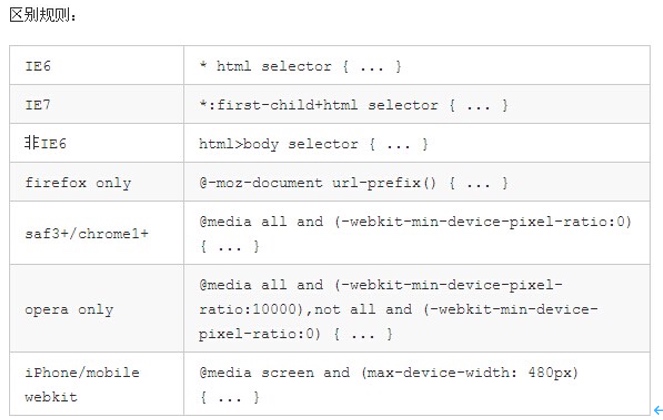 区别规则：
IE6
* html selector { ... }
IE7
*:first-child+html selector { ... }
非IE6
html>body selector { ... }
firefox only
@-moz-document url-prefix() { ... }
saf3+/chrome1+
@media all and (-webkit-min-device-pixel-ratio:0)
{ ... }
opera only
@media all and (-webkit-min-device-pixel-
ratio:10000),not all and (-webkit-min-device-
pixel-ratio:0) { ... }
iPhone/mobile
webkit
@media screen and (max-device-width: 480px)
{ ... }